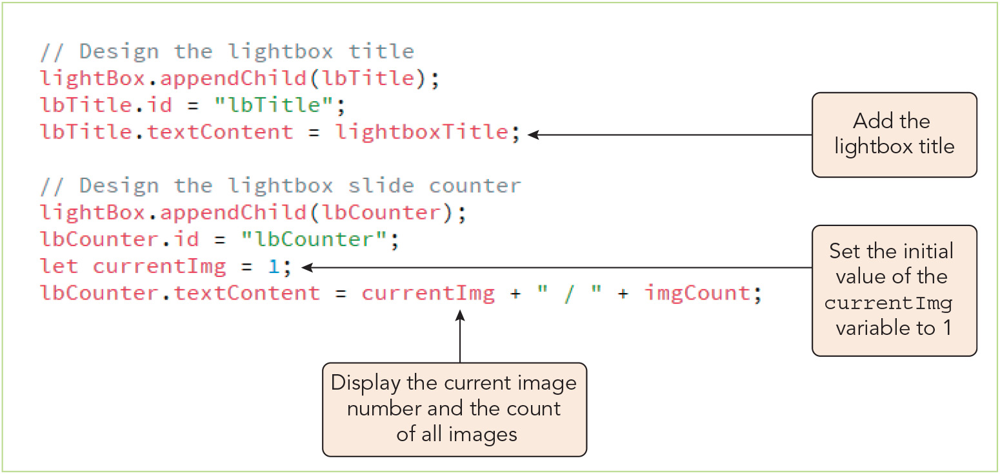 // Design the lightbox title
lightBox.appendChild(lbTitle);
lbTitle.id = "lbTitle";
lbTitle.textContent = lightboxTitle;
Add the
lightbox title
// Design the lightbox slide counter
lightBox.appendChild(lbCounter);
lbCounter.id = "lbCounter";
let currentImg = 1;
lbCounter.textContent = currentImg + " / " + imgCount;
Set the initial
value of the
currentImg
variable to 1
Display the current image
number and the count
of all images